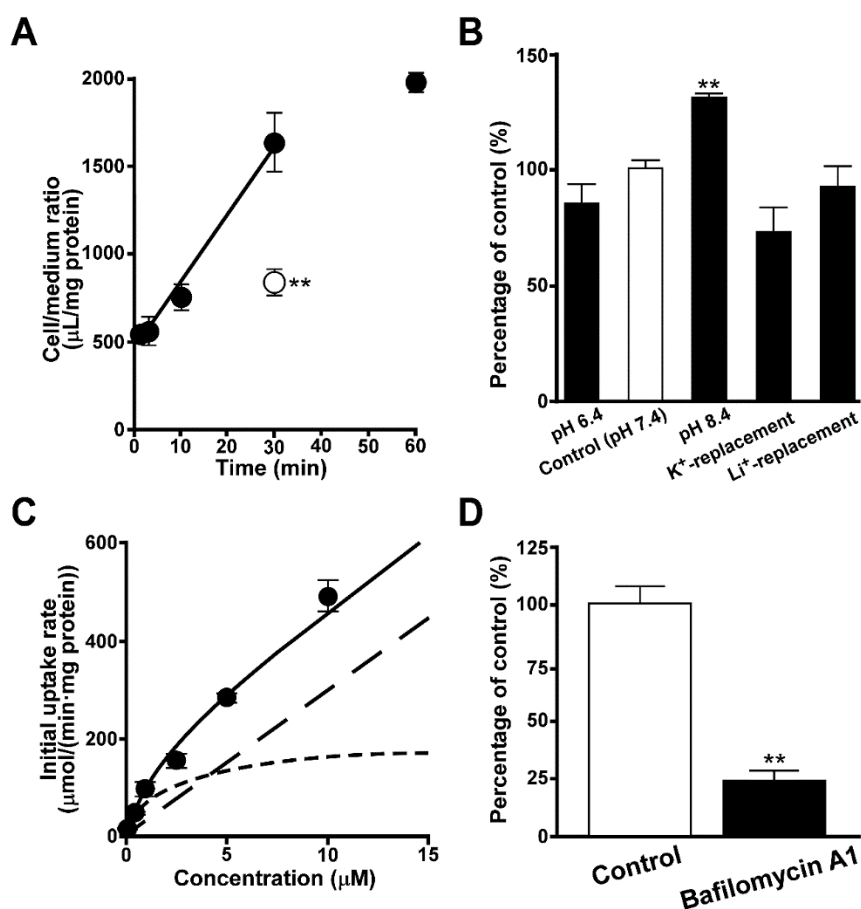 A
Cell/medium ratio
(μL/mg protein)
2000
1500
1000
500
0
0 10 20 30 40 50 60
Time (min)
**
B
Percentage of control (%)
150
100
50
0
**
pH 6.4
Control (pH 7.4)
pH 8.4
K⁺-replacement
Li⁺-replacement
C
Initial uptake rate
(μmol/(min·mg protein))
600
400
200
0
0 5 10 15
Concentration (μM)
D
Percentage of control (%)
125
100
75
50
25
0
**
Control
Bafilomycin A1